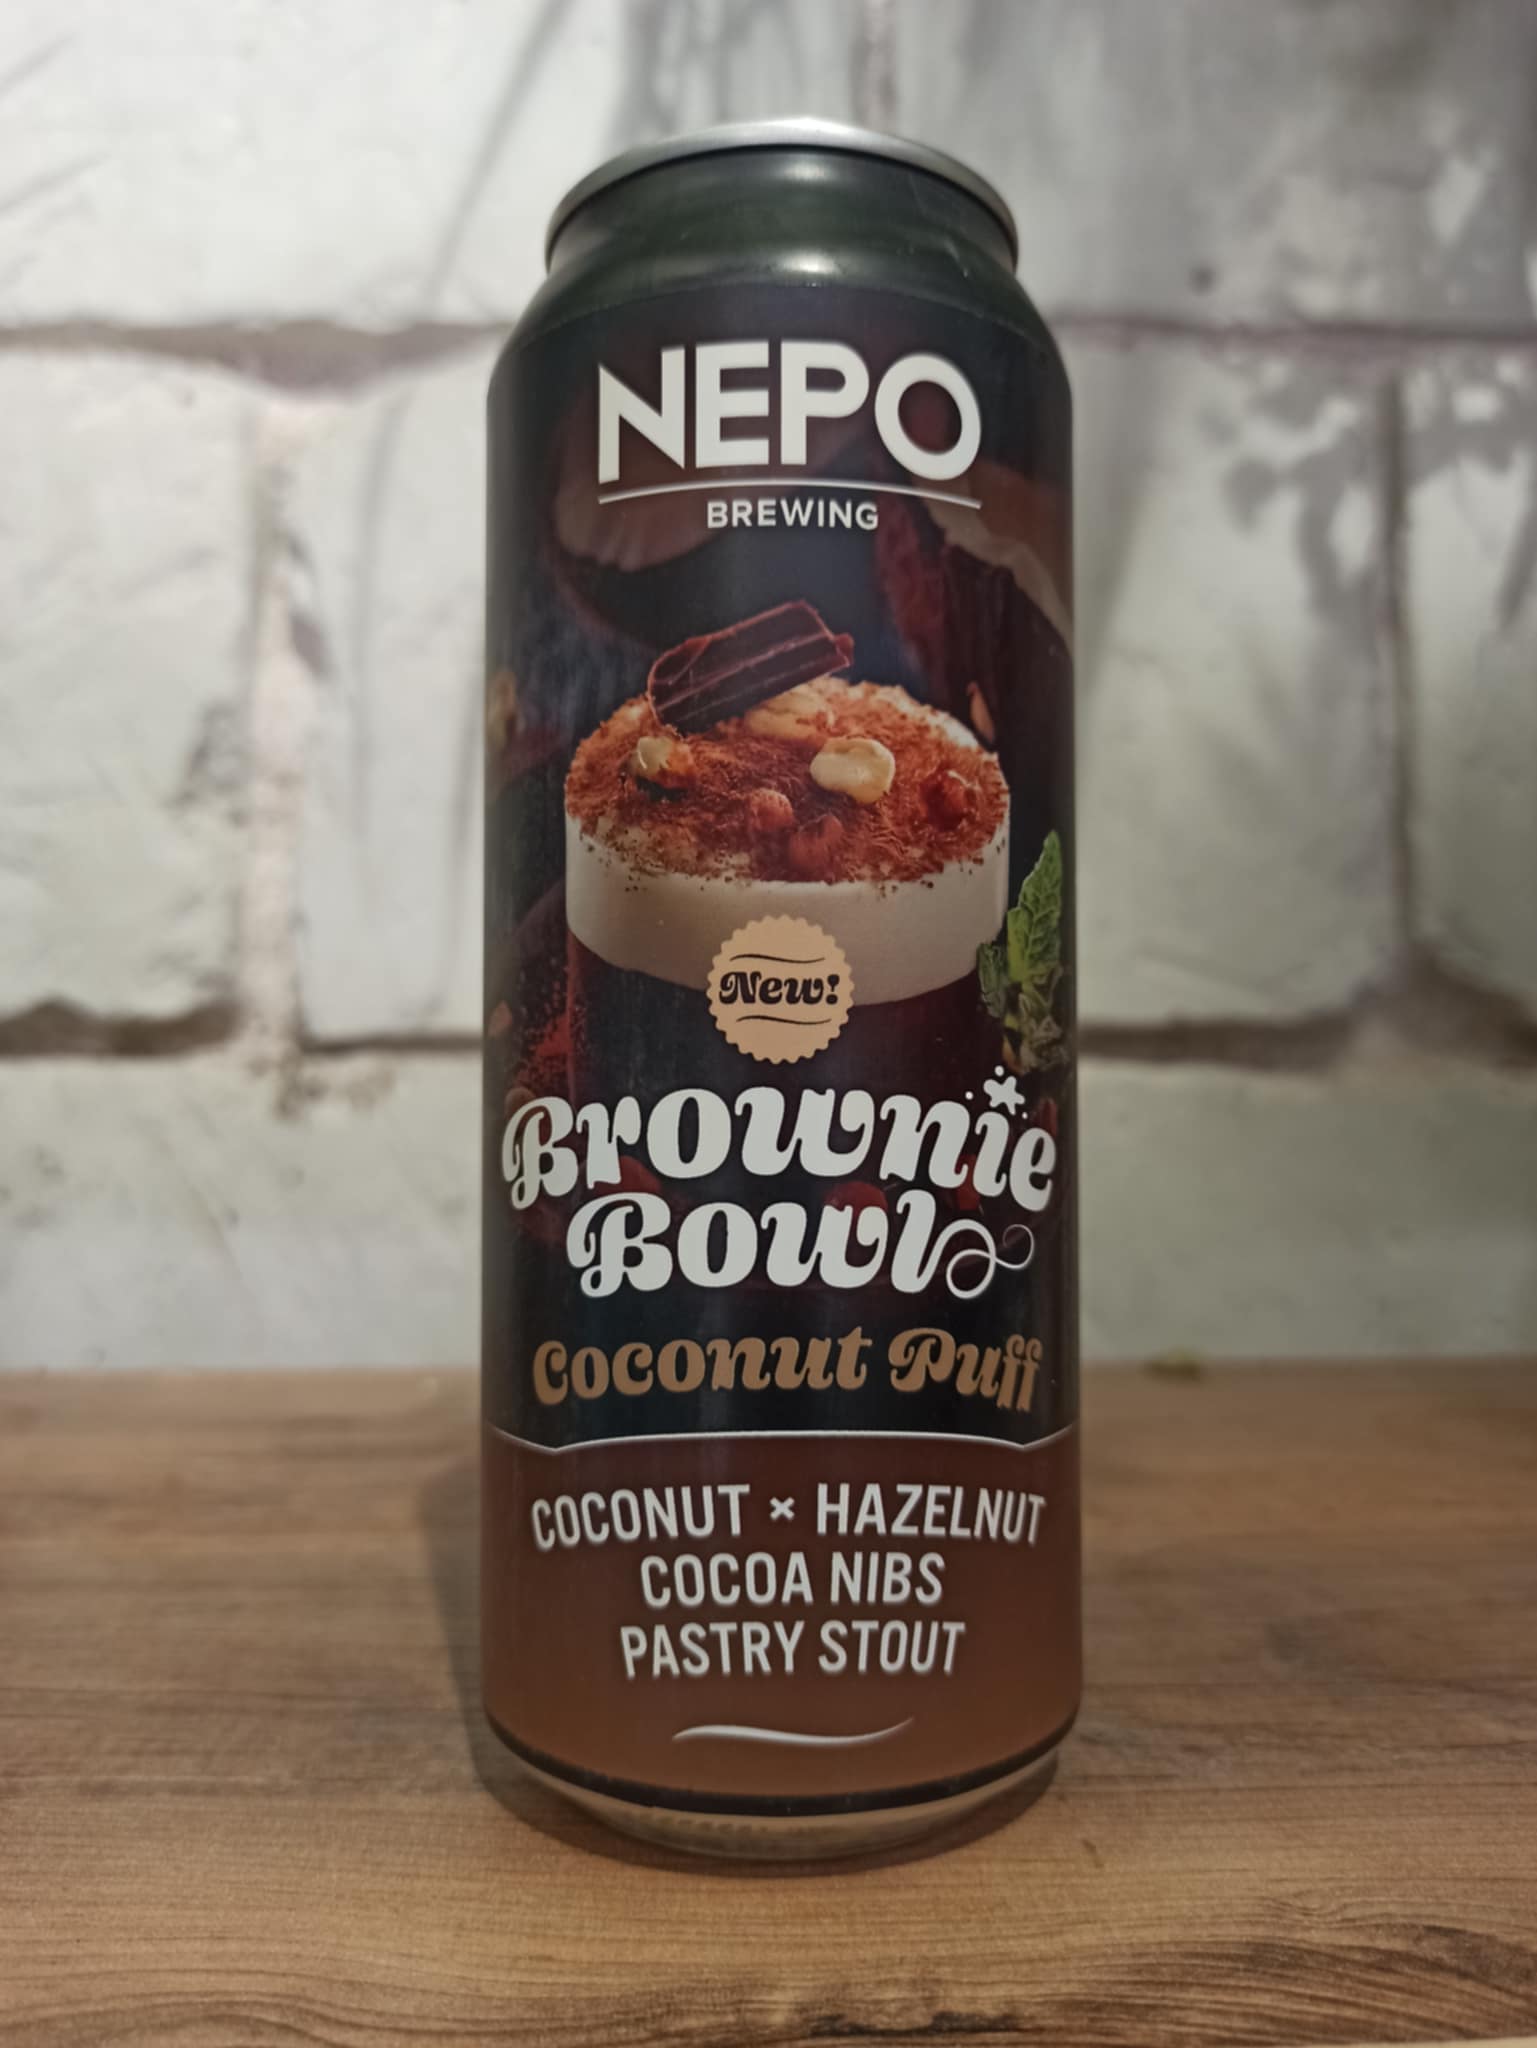 NEPO
BREWING
New!
Brownie
Bowl
Coconut Puff
COCONUT × HAZELNUT
COCOA NIBS
PASTRY STOUT